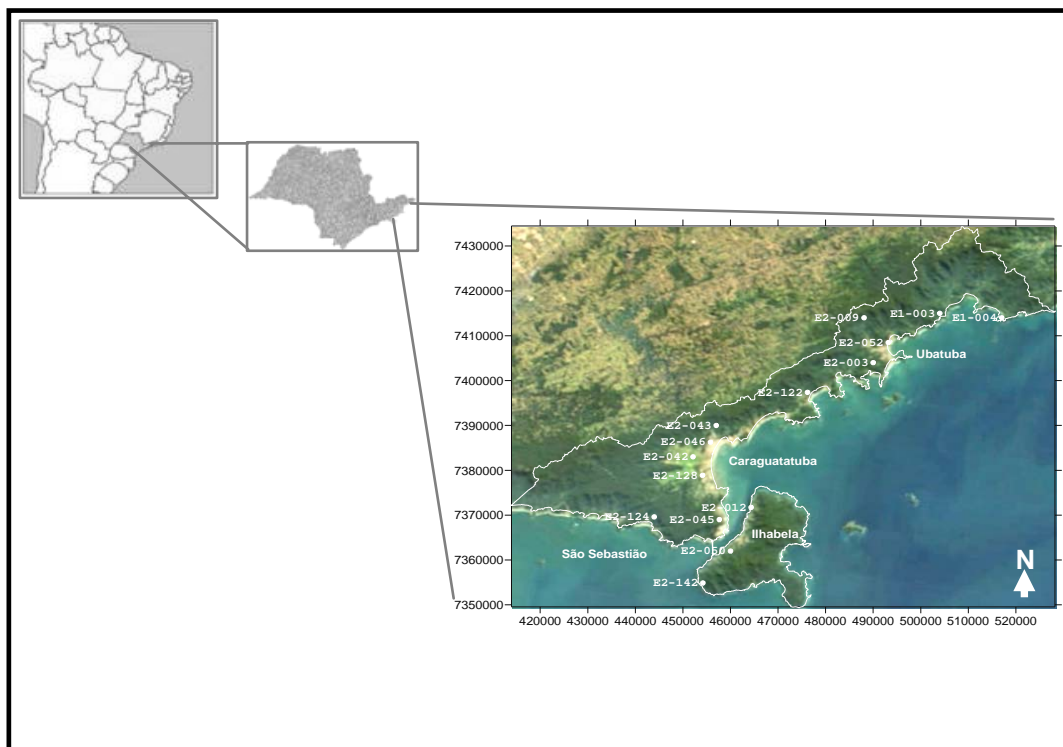 7430000
7420000
7410000
7400000
7390000
7380000
7370000
7360000
7350000
E2-009
E1-003
E1-004
E2-052
Ubatuba
E2-003
E2-122
E2-043
E2-046
E2-042
Caraguatatuba
E2-128
E2-012
E2-124
E2-045
Ilhabela
São Sebastião
E2-050
E2-142
N
420000 430000 440000 450000 460000 470000 480000 490000 500000 510000 520000